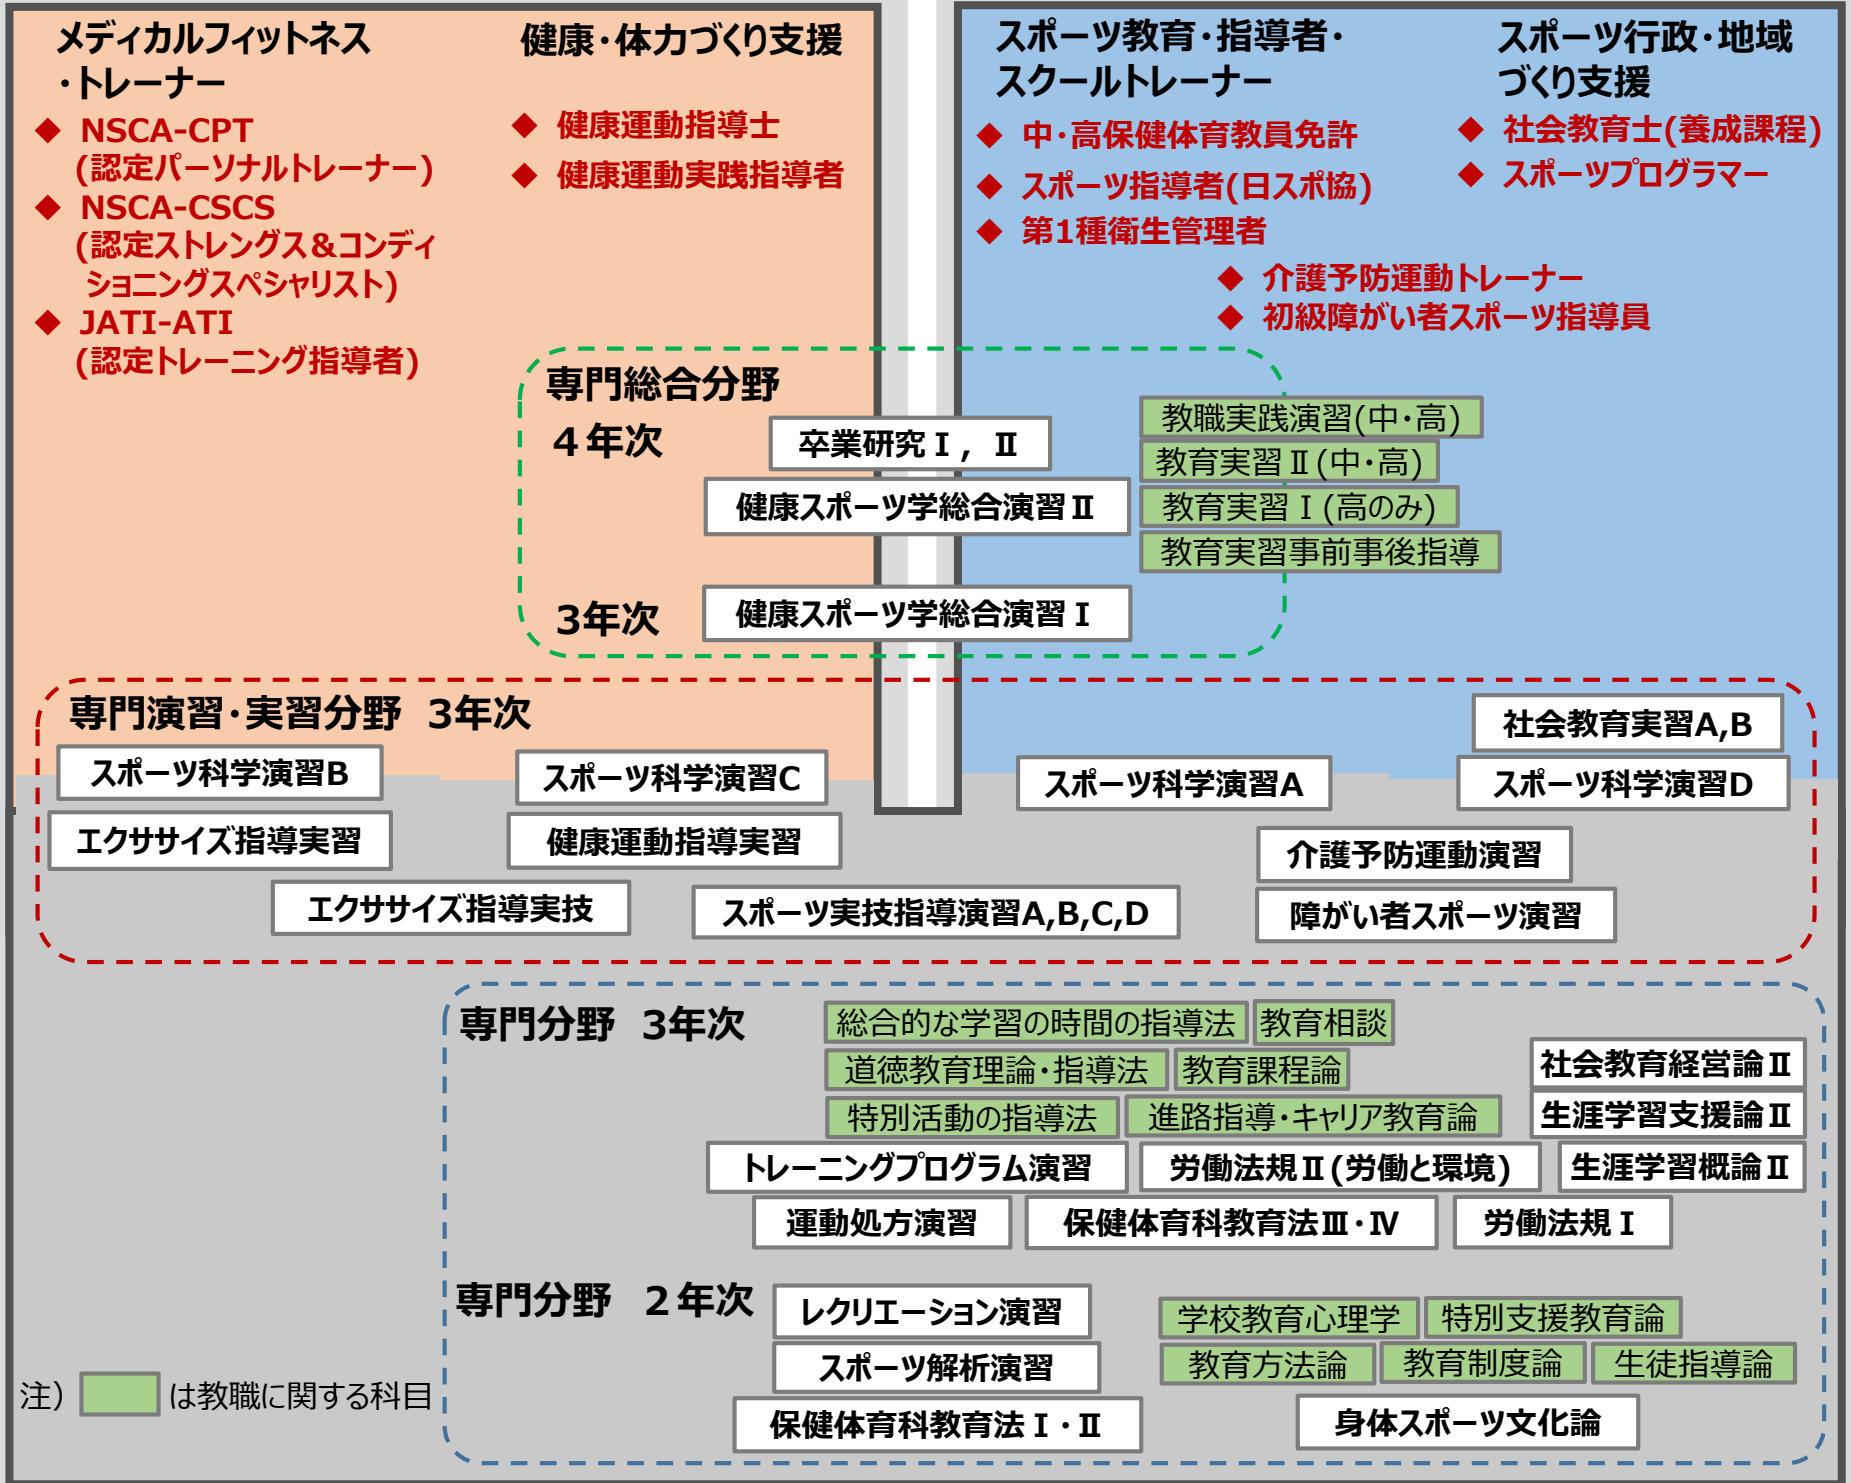 メディカルフィットネス
・トレーナー
◆ NSCA-CPT
(認定パーソナルトレーナー)
◆ NSCA-CSCS
(認定ストレングス&コンディ
ショニングスペシャリスト)
◆ JATI-ATI
(認定トレーニング指導者)
健康・体力づくり支援
◆ 健康運動指導士
◆ 健康運動実践指導者
スポーツ教育・指導者・
スクールトレーナー
◆ 中・高保健体育教員免許
◆ スポーツ指導者(日スポ協)
◆ 第1種衛生管理者
スポーツ行政・地域
づくり支援
◆ 社会教育士(養成課程)
◆ スポーツプログラマー
◆ 介護予防運動トレーナー
◆ 初級障がい者スポーツ指導員
専門総合分野
４年次
卒業研究Ⅰ，Ⅱ
健康スポーツ学総合演習Ⅱ
教職実践演習(中・高)
教育実習Ⅱ(中・高)
教育実習Ⅰ(高のみ)
教育実習事前事後指導
3年次
健康スポーツ学総合演習Ⅰ
専門演習・実習分野 3年次
社会教育実習A,B
スポーツ科学演習B
スポーツ科学演習C
スポーツ科学演習A
スポーツ科学演習D
エクササイズ指導実習
健康運動指導実習
介護予防運動演習
エクササイズ指導実技
スポーツ実技指導演習A,B,C,D
障がい者スポーツ演習
専門分野 3年次
総合的な学習の時間の指導法
教育相談
道徳教育理論・指導法
教育課程論
社会教育経営論Ⅱ
特別活動の指導法
進路指導・キャリア教育論
生涯学習支援論Ⅱ
トレーニングプログラム演習
労働法規Ⅱ(労働と環境)
生涯学習概論Ⅱ
運動処方演習
保健体育科教育法Ⅲ・Ⅳ
労働法規Ⅰ
専門分野 ２年次
レクリエーション演習
学校教育心理学
特別支援教育論
スポーツ解析演習
教育方法論
教育制度論
生徒指導論
保健体育科教育法Ⅰ・Ⅱ
身体スポーツ文化論
注） は教職に関する科目